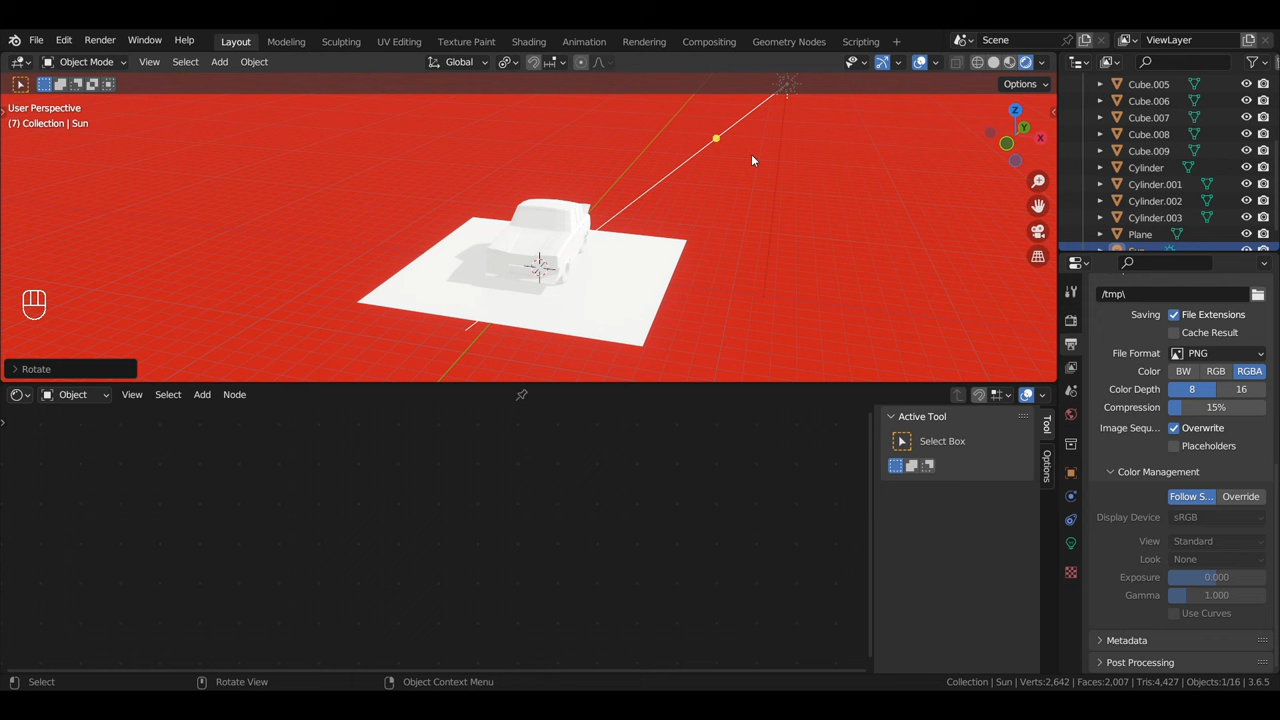 File Edit Render Window Help Layout Modeling Sculpting UV Editing Texture Paint Shading Animation Rendering Compositing Geometry Nodes Scripting + Scene ViewLayer
Object Mode View Select Add Object Global
Options
User Perspective
(7) Collection | Sun
Z
Y
X
Rotate
Cube.005
Cube.006
Cube.007
Cube.008
Cube.009
Cylinder
Cylinder.001
Cylinder.002
Cylinder.003
Plane
/tmp\
Saving File Extensions
Cache Result
File Format PNG
Color BW RGB RGBA
Color Depth 8 16
Compression 15%
Image Sequ... Overwrite
Placeholders
Color Management
Follow S... Override
Display Device sRGB
View Standard
Look None
Exposure 0.000
Gamma 1.000
Use Curves
Metadata
Post Processing
Object View Select Add Node
Active Tool
Select Box
Tool
Options
Select Rotate View Object Context Menu Collection | Sun | Verts:2,642 | Faces:2,007 | Tris:4,427 | Objects:1/16 | 3.6.5